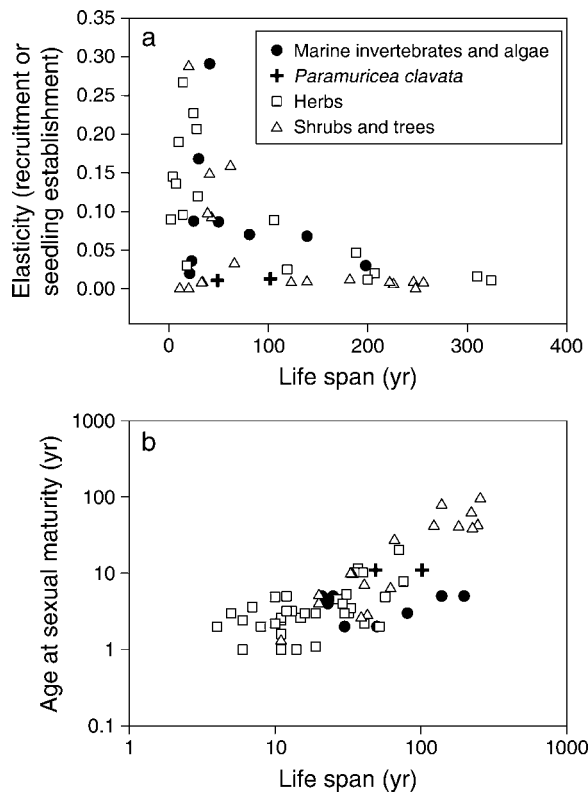 a
Elasticity (recruitment or
seedling establishment)
0.35
0.30
0.25
0.20
0.15
0.10
0.05
0.00
Marine invertebrates and algae
Paramuricea clavata
Herbs
Shrubs and trees
0 100 200 300 400
Life span (yr)
b
Age at sexual maturity (yr)
1000
100
10
1
0.1
1 10 100 1000
Life span (yr)